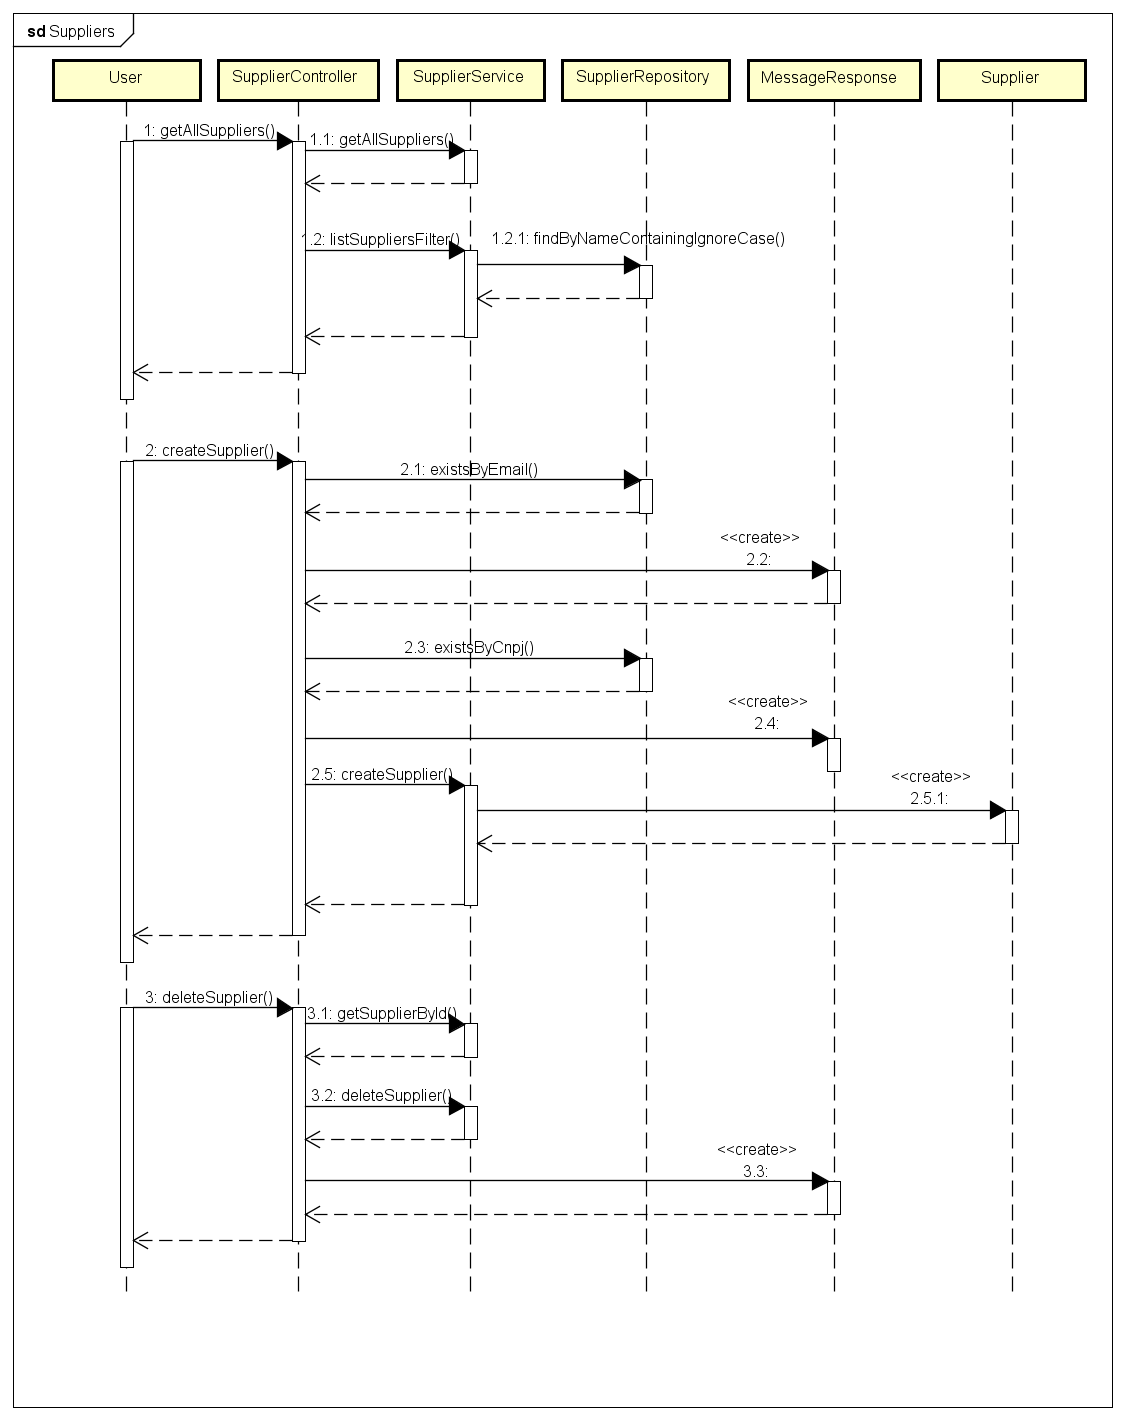 sd Suppliers
User
SupplierController
SupplierService
SupplierRepository
MessageResponse
Supplier
1: getAllSuppliers()
1.1: getAllSuppliers()
1.2: listSuppliersFilter()
1.2.1: findByNameContainingIgnoreCase()
2: createSupplier()
2.1: existsByEmail()
<<create>>
2.2:
2.3: existsByCnpj()
<<create>>
2.4:
2.5: createSupplier()
<<create>>
2.5.1:
3: deleteSupplier()
3.1: getSupplierById()
3.2: deleteSupplier()
<<create>>
3.3: